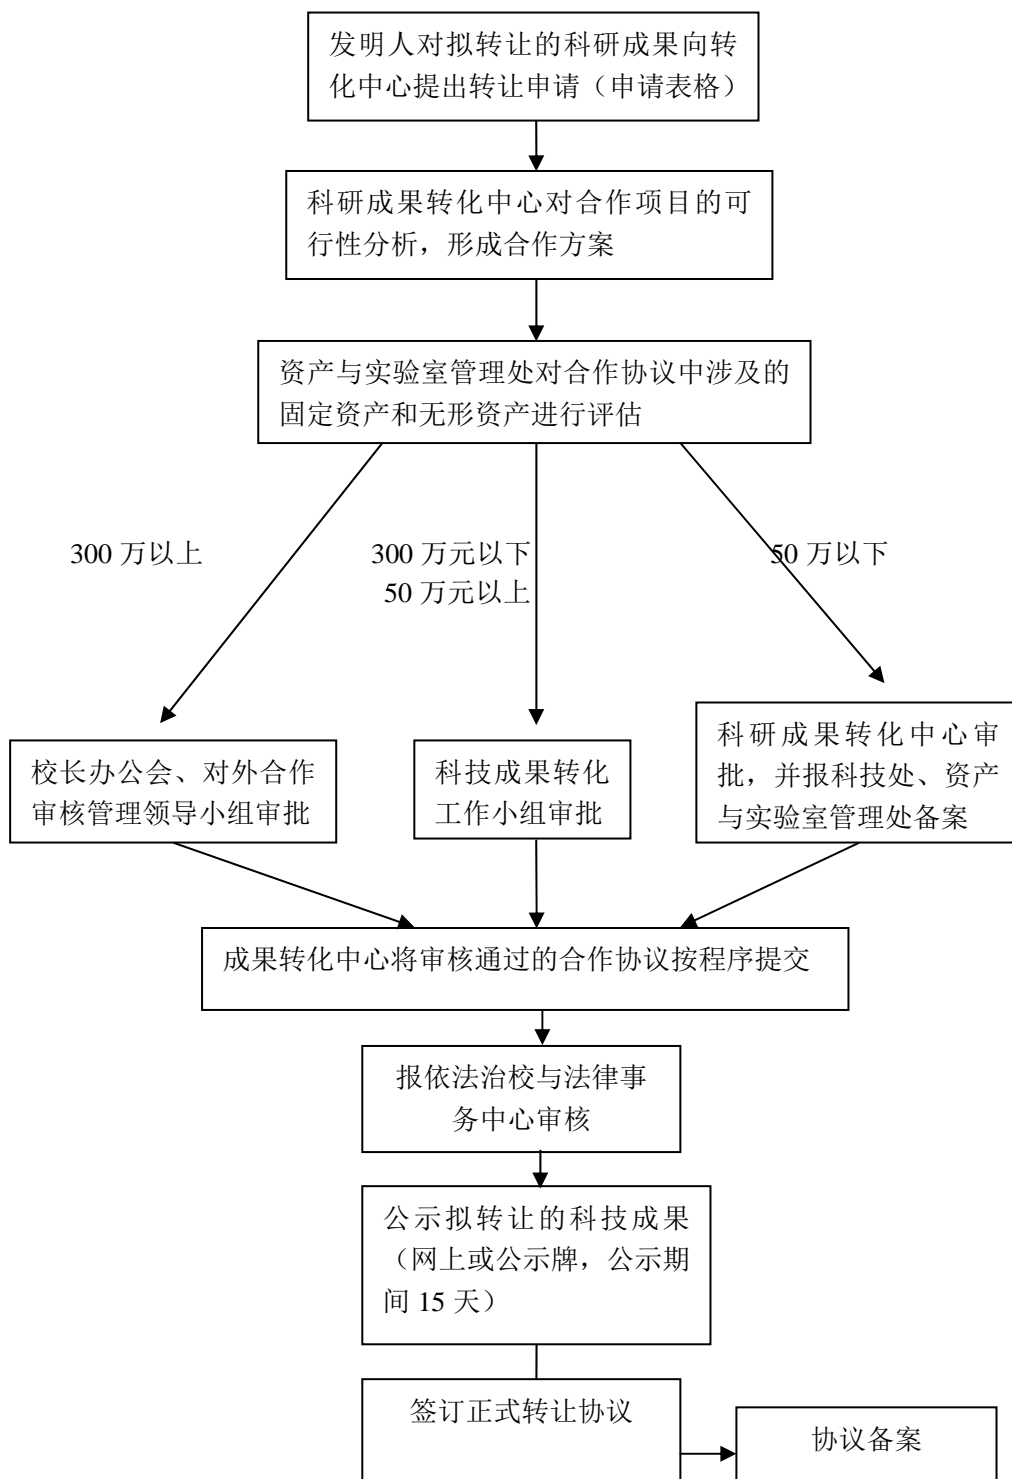 发明人对拟转让的科研成果向转
化中心提出转让申请（申请表格）
科研成果转化中心对合作项目的可
行性分析，形成合作方案
资产与实验室管理处对合作协议中涉及的
固定资产和无形资产进行评估
300 万以上
300 万元以下
50 万元以上
50 万以下
校长办公会、对外合作
审核管理领导小组审批
科技成果转化
工作小组审批
科研成果转化中心审
批，并报科技处、资产
与实验室管理处备案
成果转化中心将审核通过的合作协议按程序提交
报依法治校与法律事
务中心审核
公示拟转让的科技成果
（网上或公示牌，公示期
间 15 天）
签订正式转让协议
协议备案